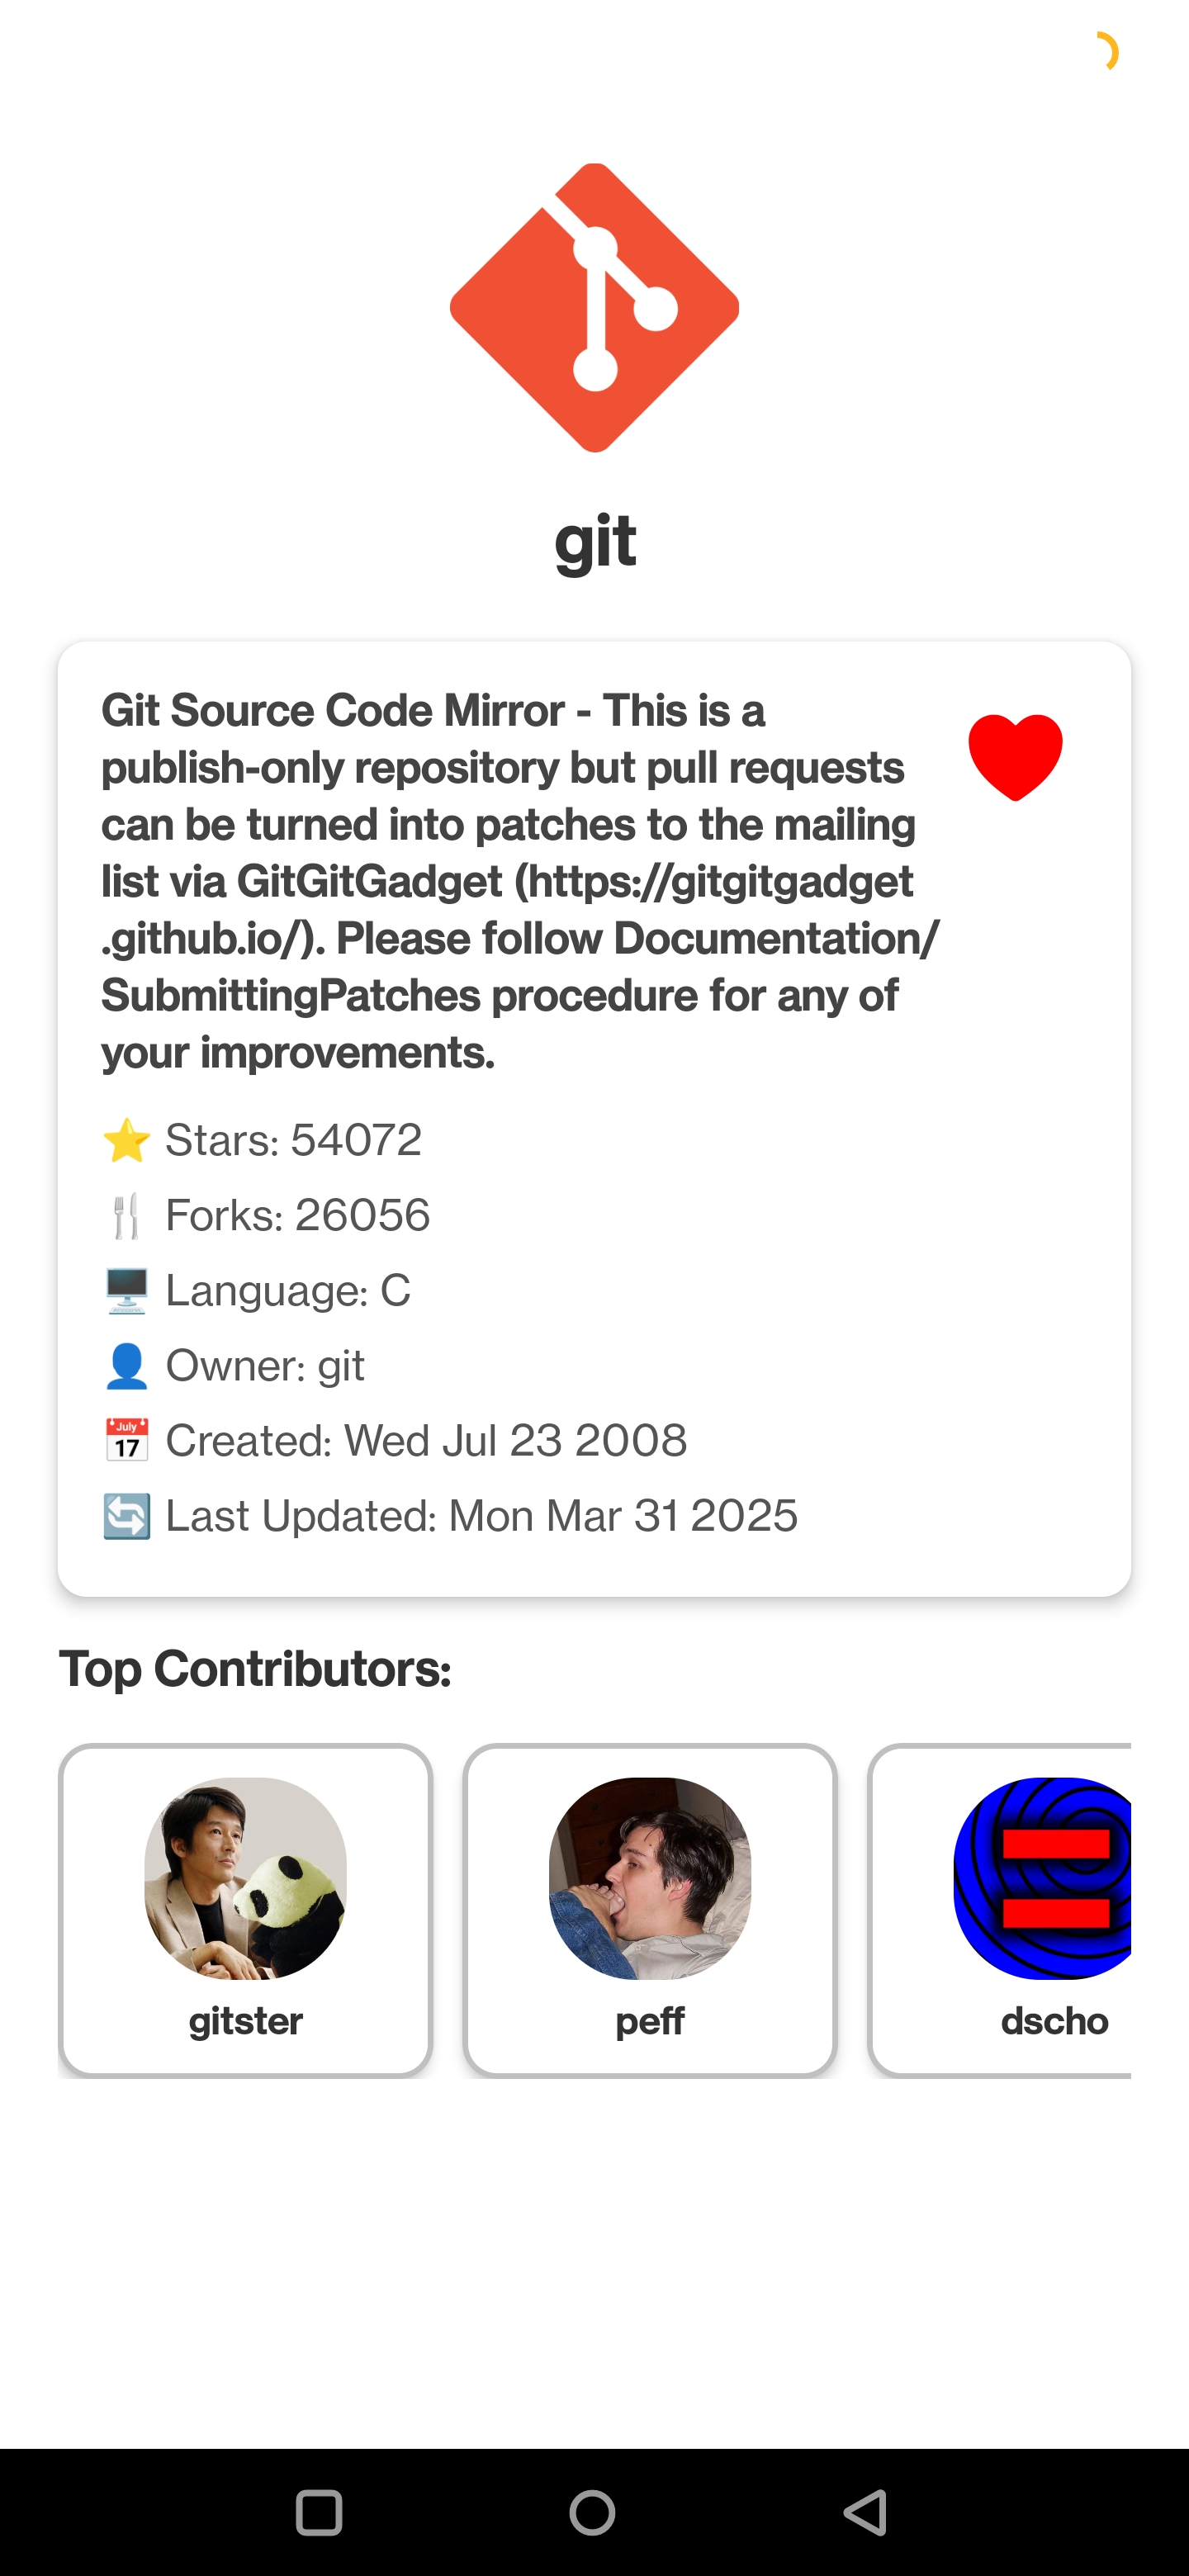 git
Git Source Code Mirror - This is a
publish-only repository but pull requests
can be turned into patches to the mailing
list via GitGitGadget (https://gitgitgadget
.github.io/). Please follow Documentation/
SubmittingPatches procedure for any of
your improvements.
⭐ Stars: 54072
🍴 Forks: 26056
🖥️ Language: C
👤 Owner: git
📅 Created: Wed Jul 23 2008
🔄 Last Updated: Mon Mar 31 2025
Top Contributors:
gitster
peff
dscho